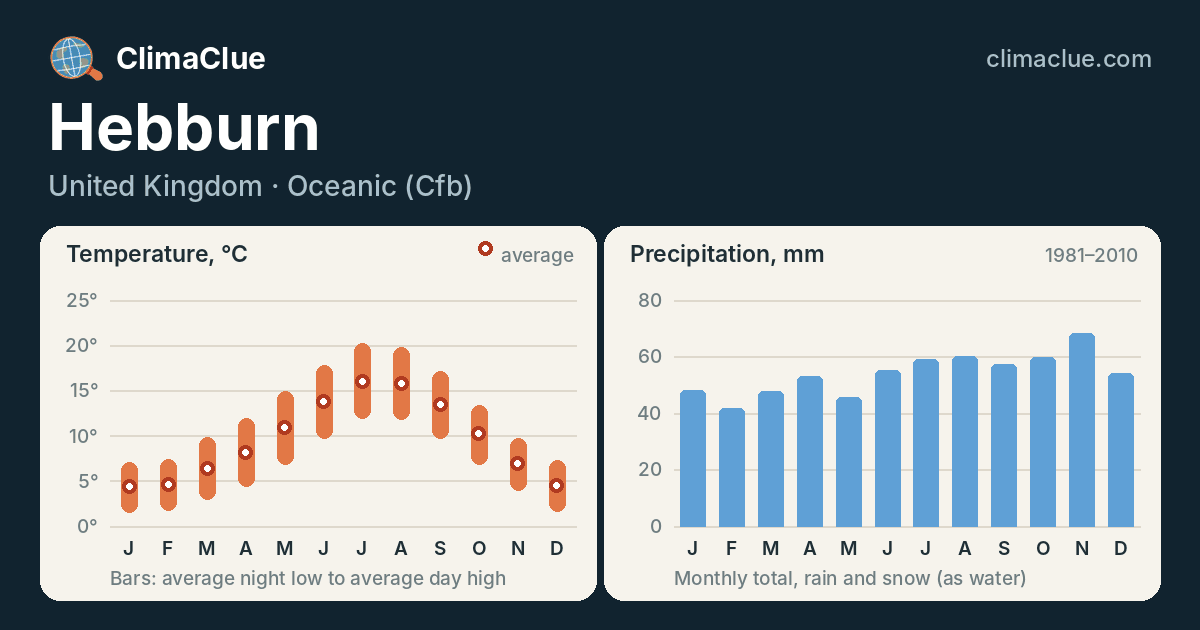 ClimaClue
climaclue.com
Hebburn
United Kingdom · Oceanic (Cfb)
Temperature, °C
average
25°
20°
15°
10°
5°
0°
J F M A M J J A S O N D
Bars: average night low to average day high
Precipitation, mm
1981–2010
80
60
40
20
0
J F M A M J J A S O N D
Monthly total, rain and snow (as water)